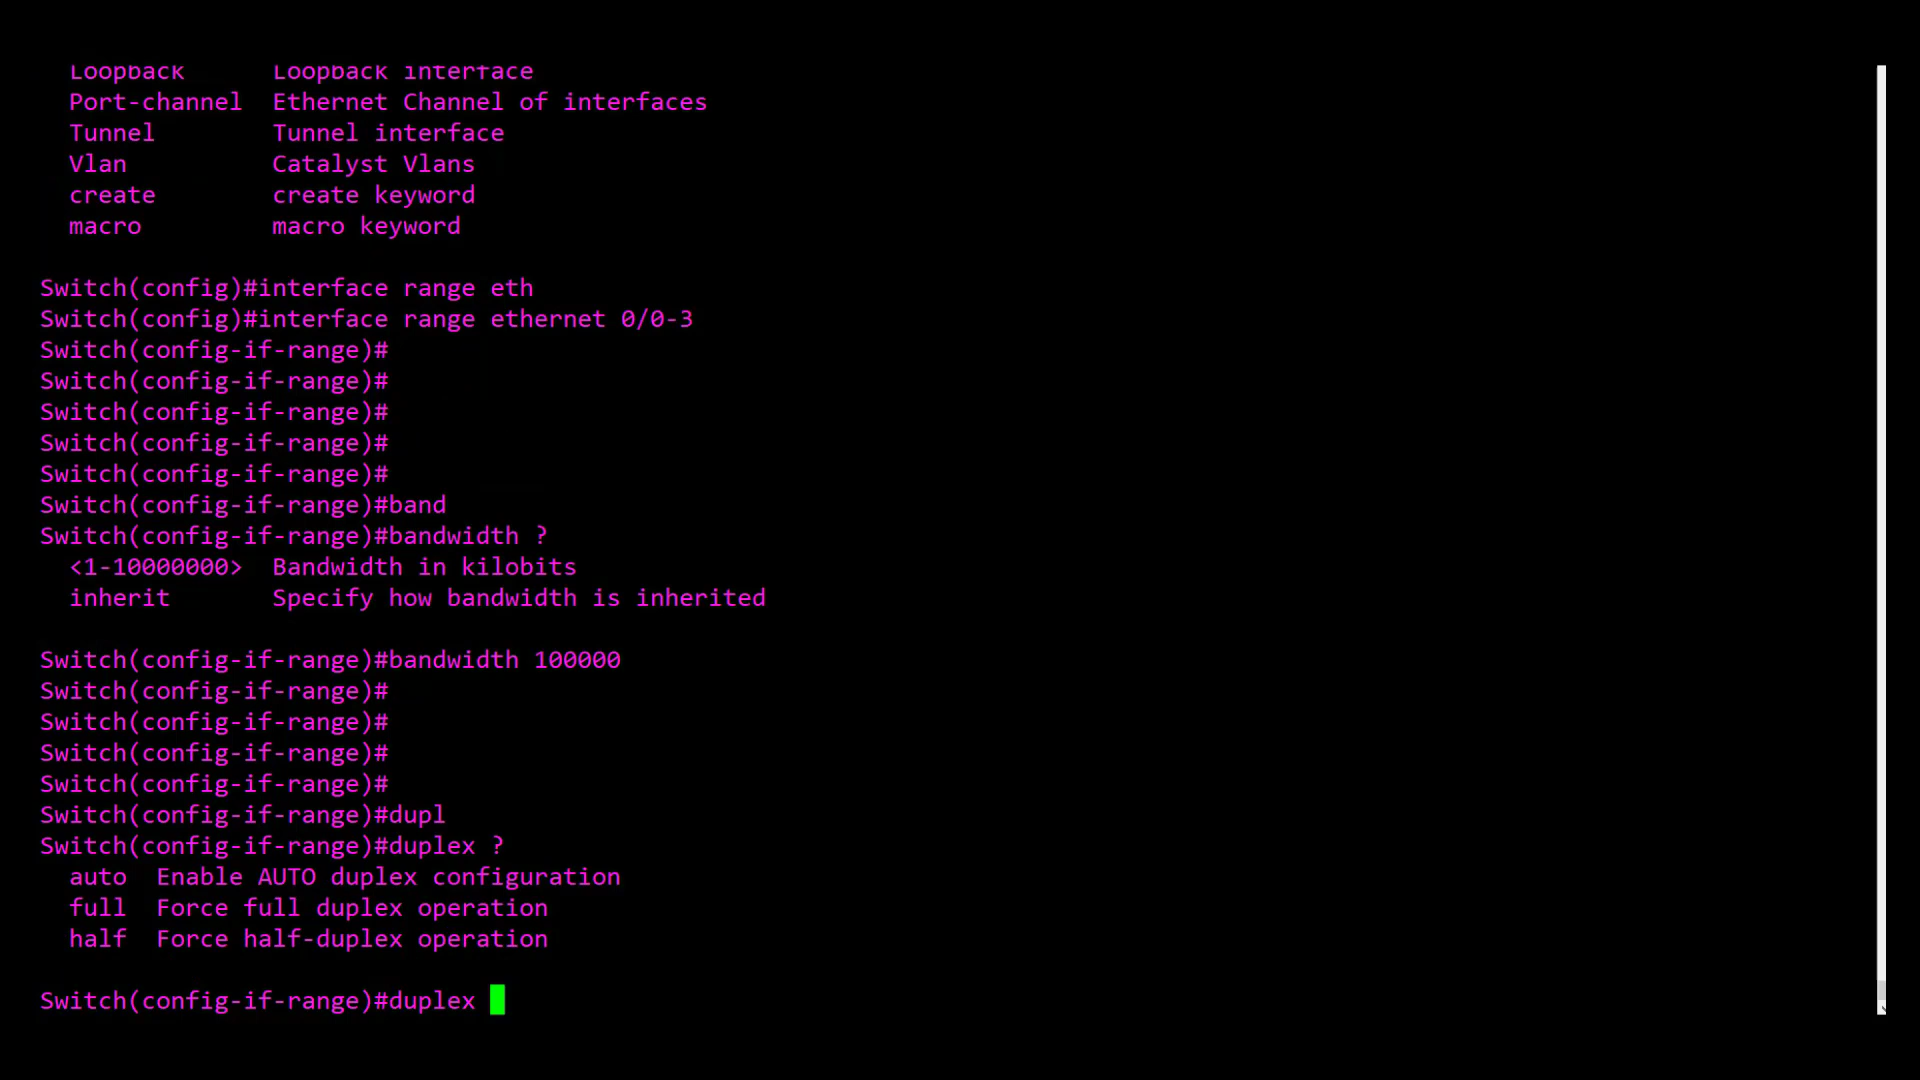 Loopback       Loopback interface
Port-channel  Ethernet Channel of interfaces
Tunnel        Tunnel interface
Vlan          Catalyst Vlans
create        create keyword
macro         macro keyword
Switch(config)#interface range eth
Switch(config)#interface range ethernet 0/0-3
Switch(config-if-range)#
Switch(config-if-range)#
Switch(config-if-range)#
Switch(config-if-range)#
Switch(config-if-range)#
Switch(config-if-range)#band
Switch(config-if-range)#bandwidth ?
<1-10000000>  Bandwidth in kilobits
inherit       Specify how bandwidth is inherited
Switch(config-if-range)#bandwidth 100000
Switch(config-if-range)#
Switch(config-if-range)#
Switch(config-if-range)#
Switch(config-if-range)#
Switch(config-if-range)#dupl
Switch(config-if-range)#duplex ?
auto  Enable AUTO duplex configuration
full  Force full duplex operation
half  Force half-duplex operation
Switch(config-if-range)#duplex